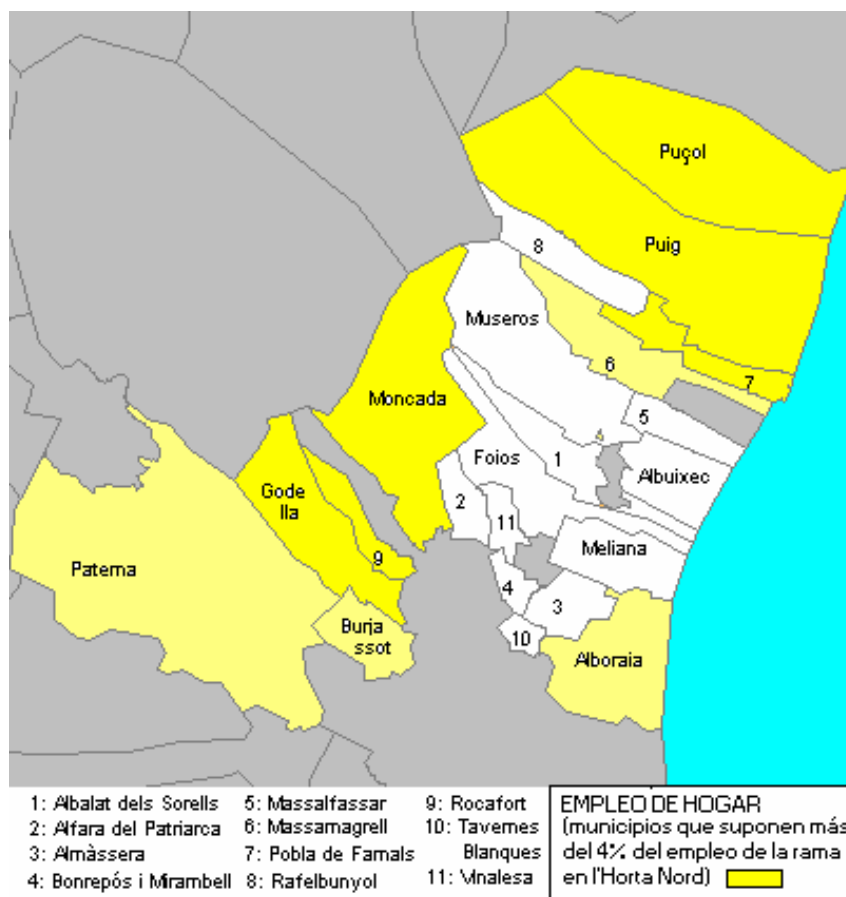 Puçol
Puig
8
Museros
6
7
Moncada
5
Foios
1
Albuixec
Gode
lla
2
11
9
Meliana
Paterna
4
3
Burja
ssot
10
Alboraia
1: Albalat dels Sorells
2: Alfara del Patriarca
3: Almàssera
4: Bonrepós i Mirambell
5: Massalfassar
6: Massamagrell
7: Pobla de Farnals
8: Rafelbunyol
9: Rocafort
10: Tavernes
Blanques
11: Vinalesa
EMPLEO DE HOGAR
(municipios que suponen más
del 4% del empleo de la rama
en l'Horta Nord)